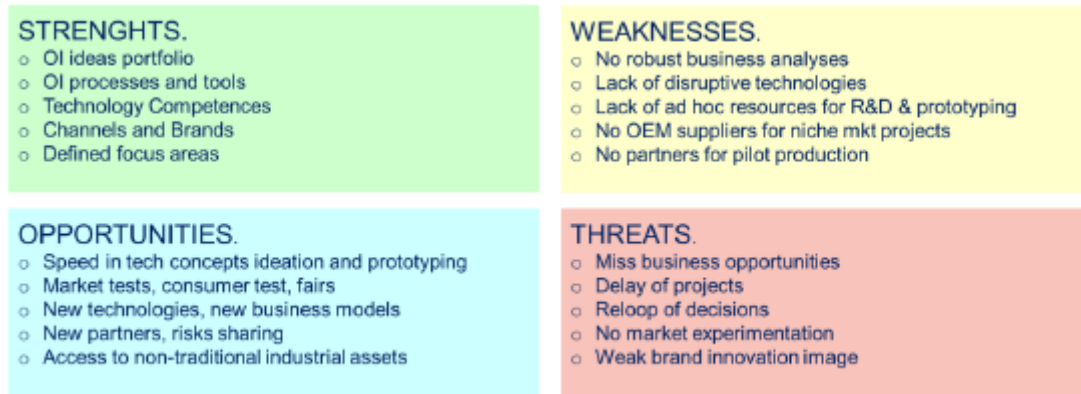 STRENGHTS.
o OI ideas portfolio
o OI processes and tools
o Technology Competences
o Channels and Brands
o Defined focus areas
WEAKNESSES.
o No robust business analyses
o Lack of disruptive technologies
o Lack of ad hoc resources for R&D & prototyping
o No OEM suppliers for niche mkt projects
o No partners for pilot production
OPPORTUNITIES.
o Speed in tech concepts ideation and prototyping
o Market tests, consumer test, fairs
o New technologies, new business models
o New partners, risks sharing
o Access to non-traditional industrial assets
THREATS.
o Miss business opportunities
o Delay of projects
o Reloop of decisions
o No market experimentation
o Weak brand innovation image